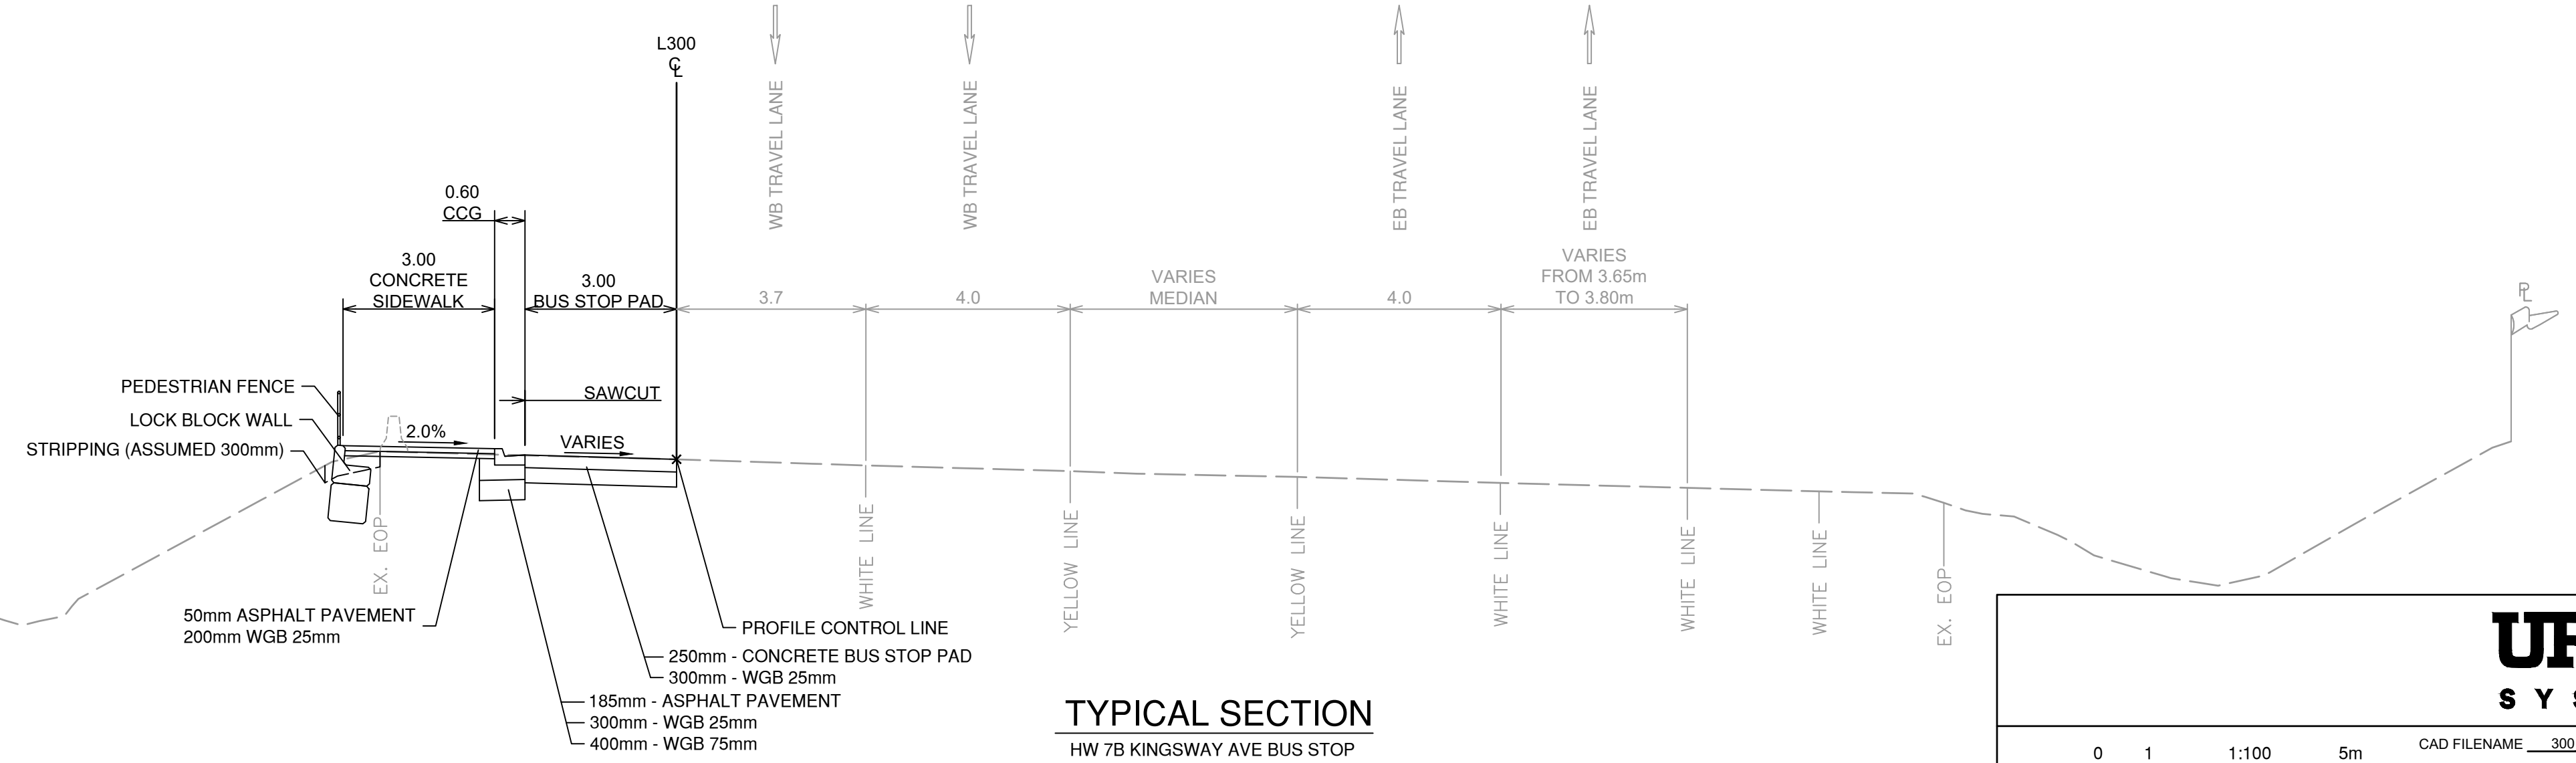 L300
CL
WB TRAVEL LANE
WB TRAVEL LANE
EB TRAVEL LANE
EB TRAVEL LANE
0.60
CCG
3.00
CONCRETE
SIDEWALK
3.00
BUS STOP PAD
3.7
4.0
VARIES
MEDIAN
4.0
VARIES
FROM 3.65m
TO 3.80m
PL
PEDESTRIAN FENCE
LOCK BLOCK WALL
STRIPPING (ASSUMED 300mm)
SAWCUT
2.0%
VARIES
EX. EOP
WHITE LINE
YELLOW LINE
YELLOW LINE
WHITE LINE
WHITE LINE
WHITE LINE
EX. EOP
50mm ASPHALT PAVEMENT
200mm WGB 25mm
PROFILE CONTROL LINE
250mm - CONCRETE BUS STOP PAD
300mm - WGB 25mm
185mm - ASPHALT PAVEMENT
300mm - WGB 25mm
400mm - WGB 75mm
TYPICAL SECTION
HW 7B KINGSWAY AVE BUS STOP
0 1 1:100 5m
CAD FILENAME 300